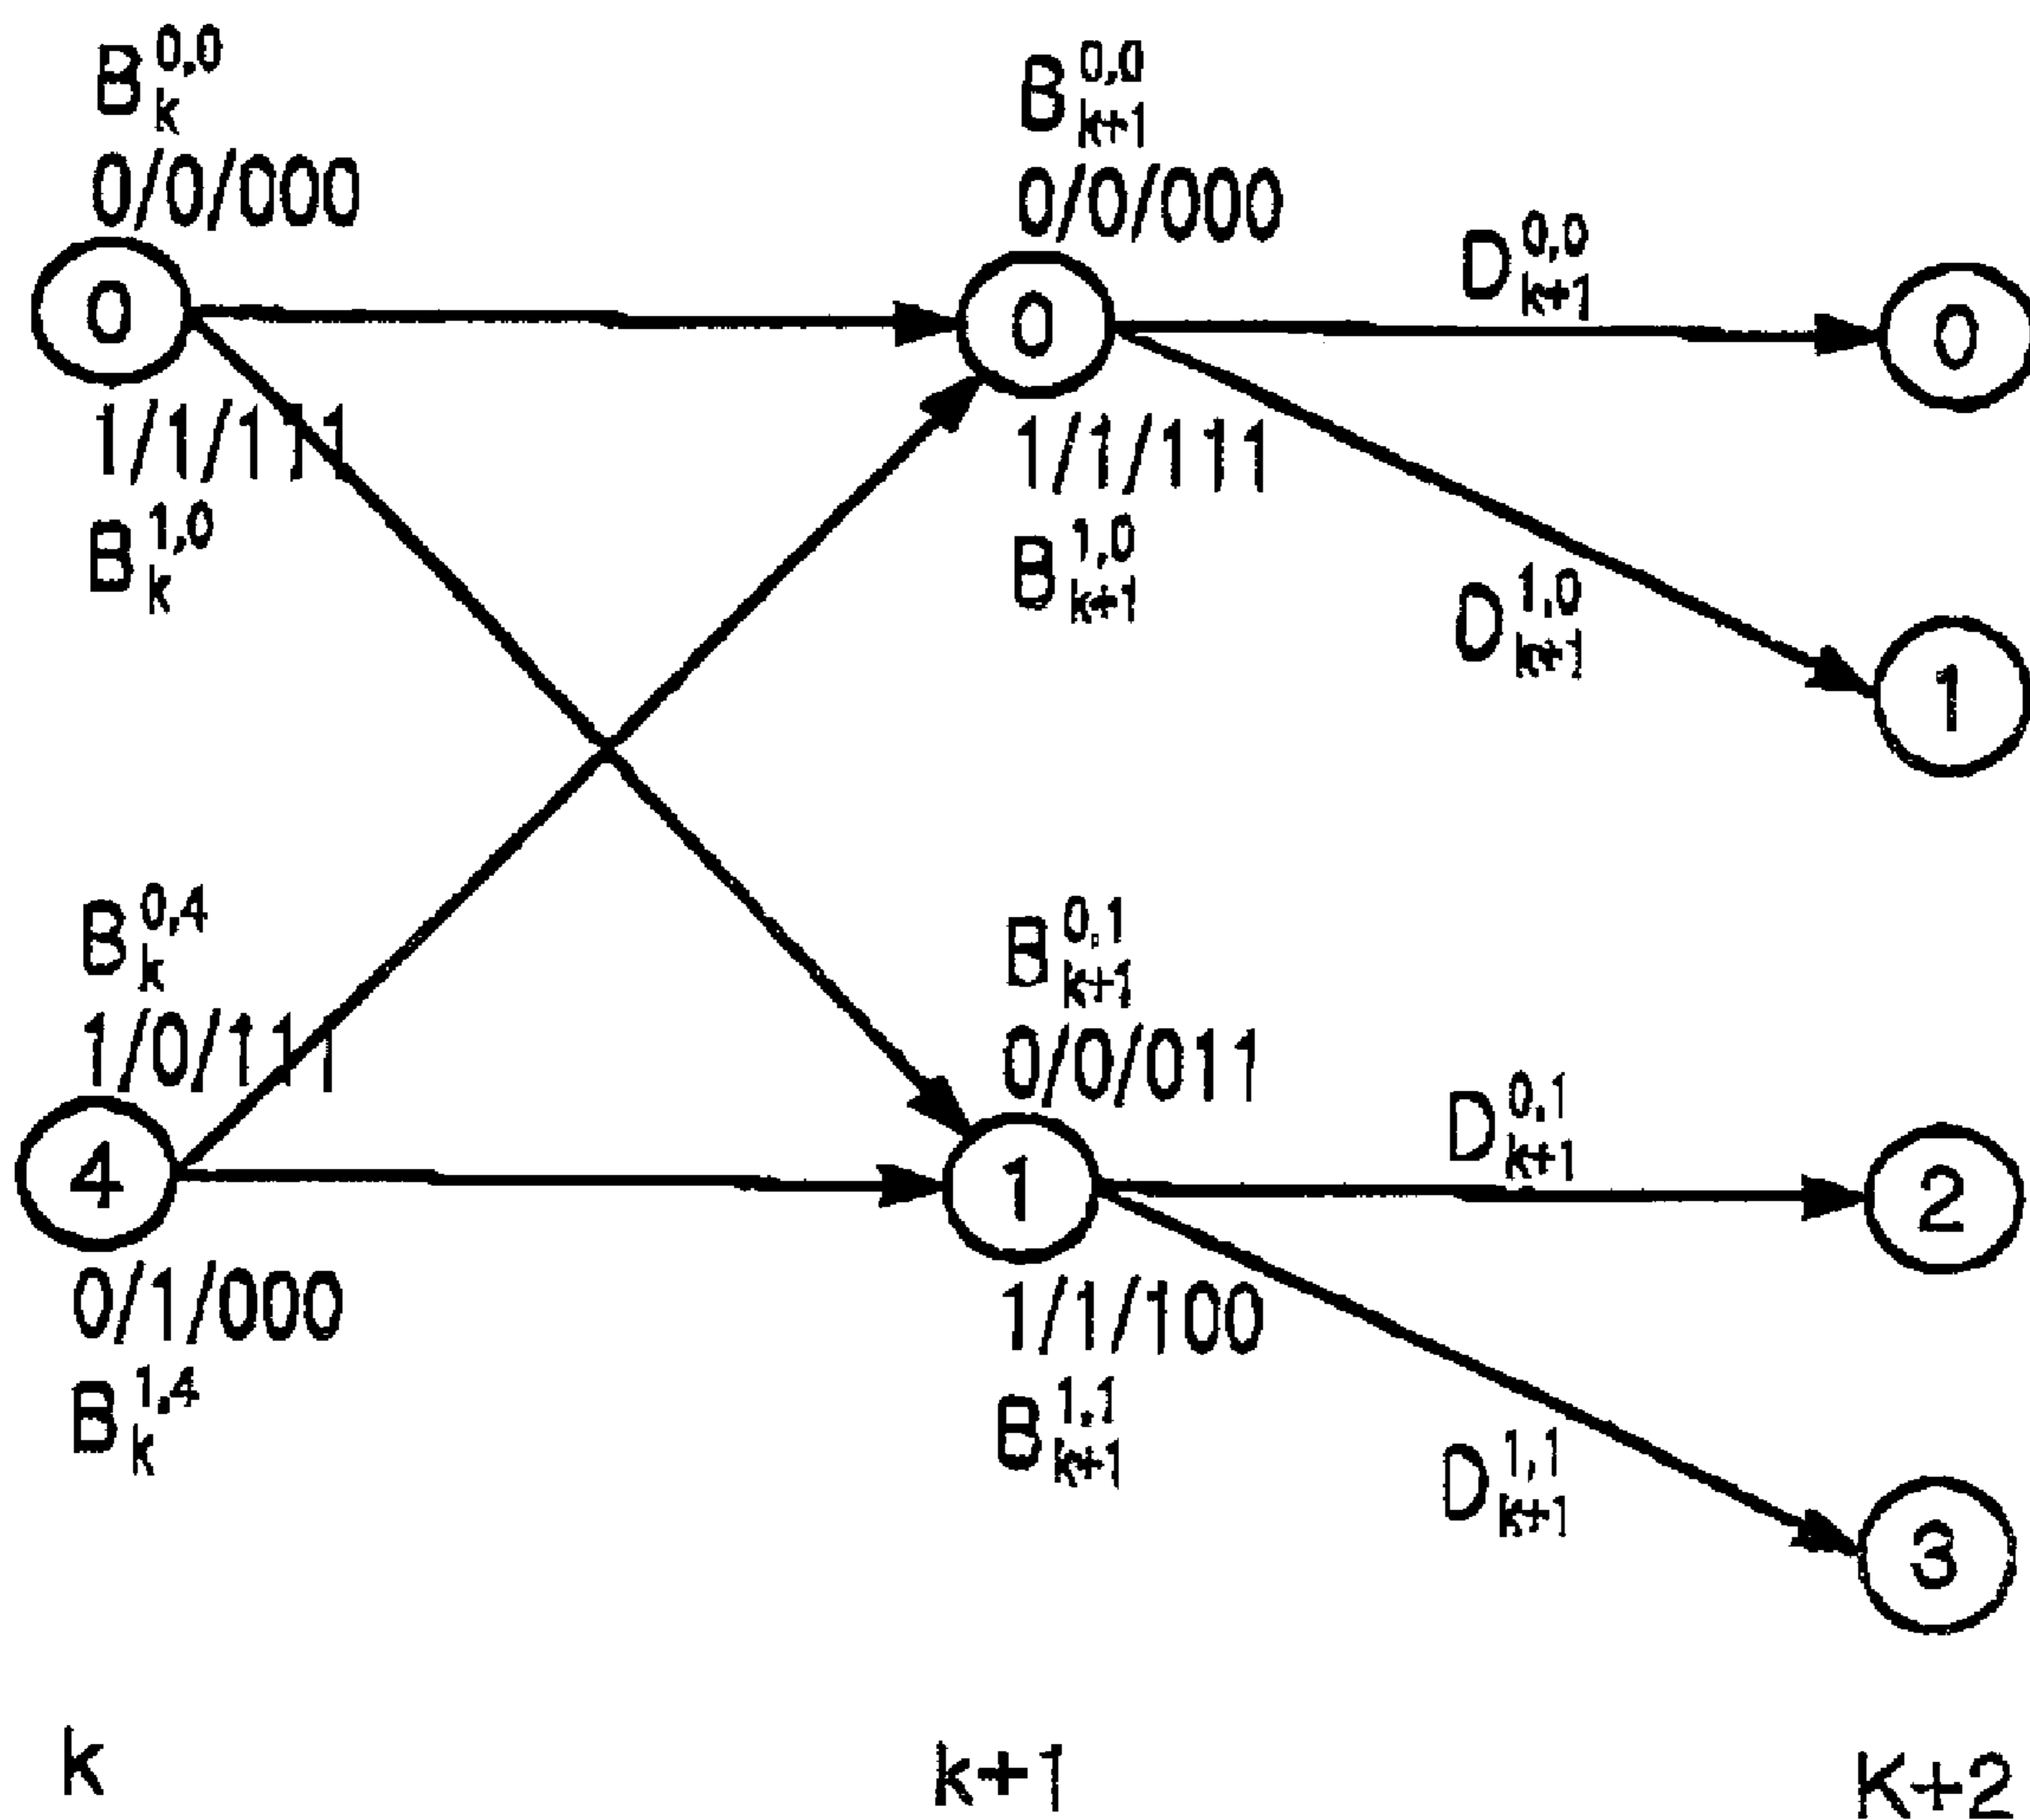 B_k^{0,0}
0/0/000
0
1/1/111
B_k^{1,0}
B_k^{0,4}
1/0/111
4
0/1/000
B_k^{1,4}
k
B_{k+1}^{0,0}
0/0/000
0
1/1/111
B_{k+1}^{1,0}
B_{k+1}^{0,1}
0/0/011
1
1/1/100
B_{k+1}^{1,1}
k+1
D_{k+1}^{0,0}
D_{k+1}^{1,0}
D_{k+1}^{0,1}
D_{k+1}^{1,1}
0
1
2
3
K+2